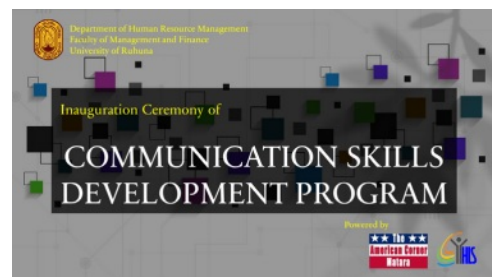 Department of Human Resource Management
Faculty of Management and Finance
University of Ruhuna
Inauguration Ceremony of
COMMUNICATION SKILLS
DEVELOPMENT PROGRAM
Powered by
The
American Corner
Matara
HS